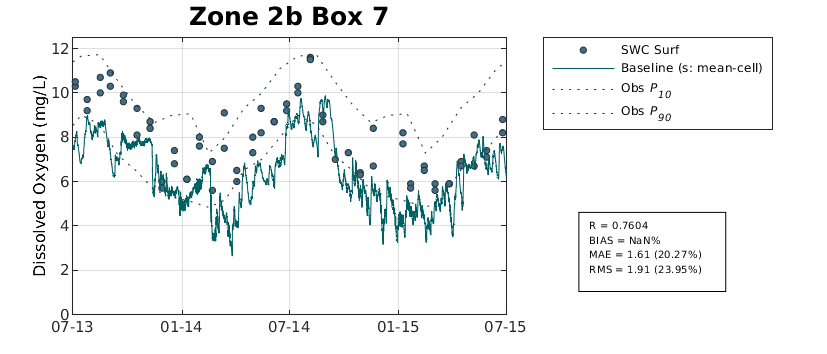 Zone 2b Box 7
Dissolved Oxygen (mg/L)
12
10
8
6
4
2
0
07-13 01-14 07-14 01-15 07-15
SWC Surf
Baseline (s: mean-cell)
Obs P10
Obs P90
R = 0.7604
BIAS = NaN%
MAE = 1.61 (20.27%)
RMS = 1.91 (23.95%)